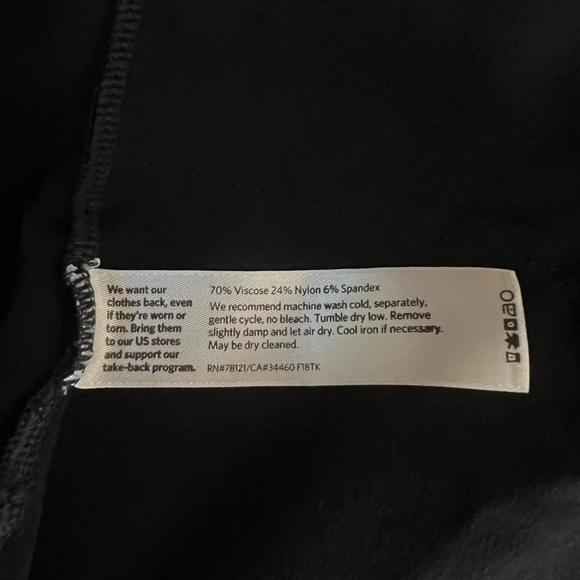 We want our
clothes back, even
if they're worn or
torn. Bring them
to our US stores
and support our
take-back program.
70% Viscose 24% Nylon 6% Spandex
We recommend machine wash cold, separately,
gentle cycle, no bleach. Tumble dry low. Remove
slightly damp and let air dry. Cool iron if necessary.
May be dry cleaned.
RN#78121/CA#34460 F18TK